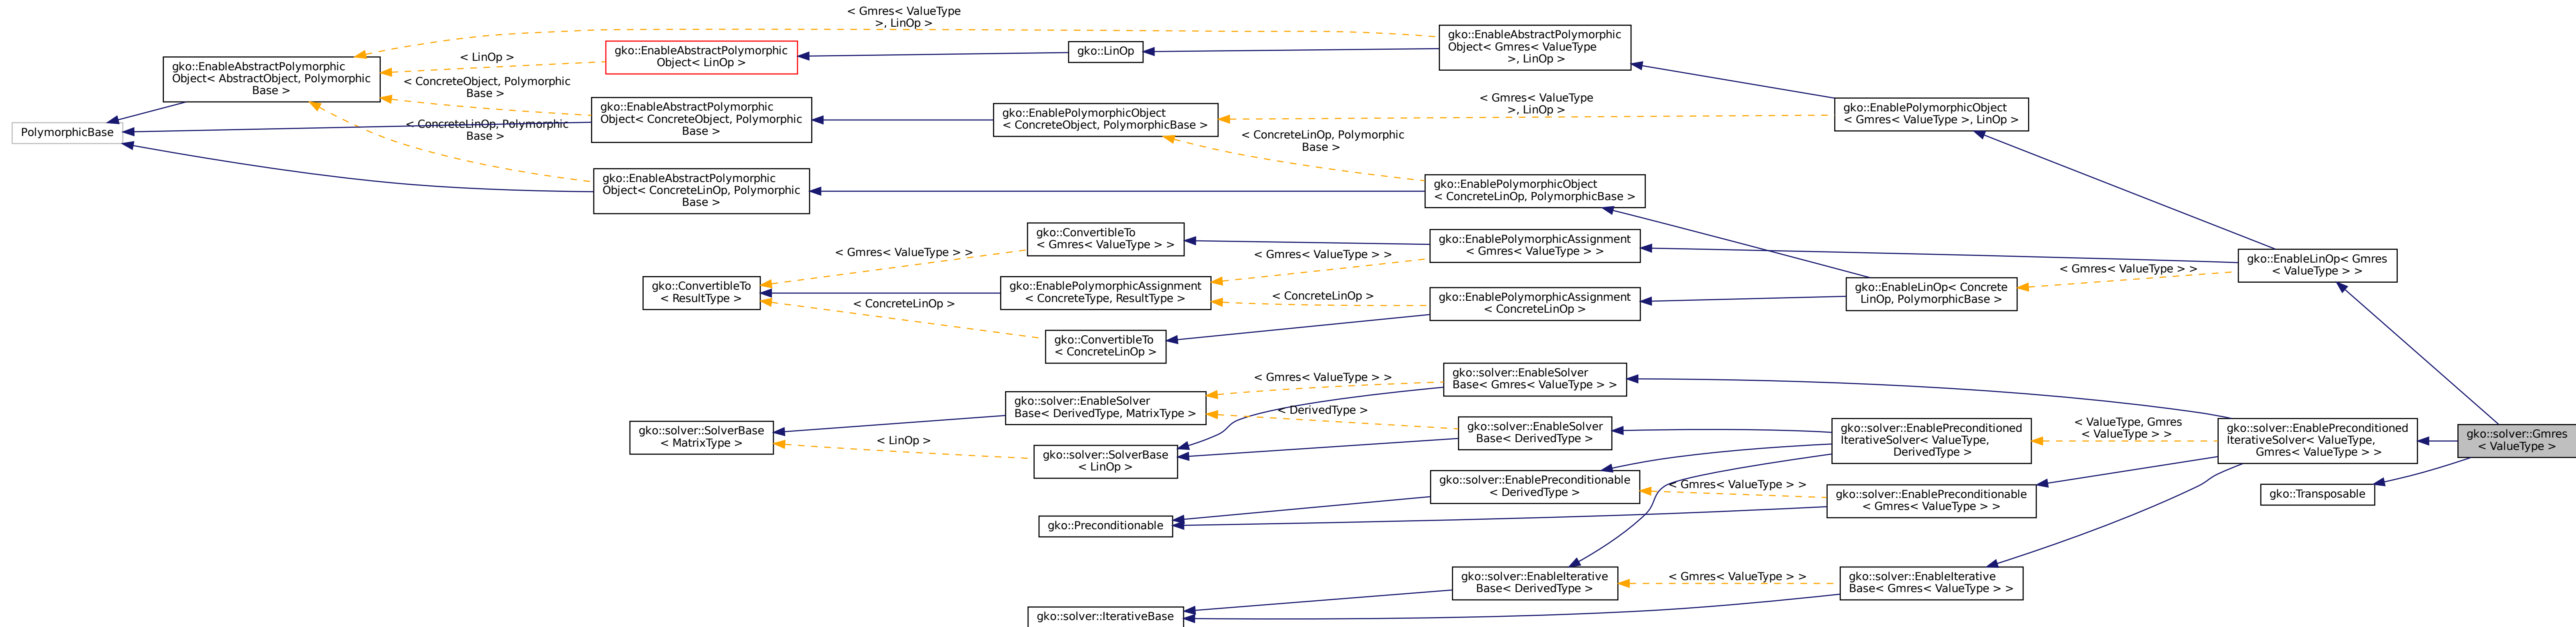 < Gmres< ValueType
>, LinOp >
gko::EnableAbstractPolymorphic
Object< Gmres< ValueType
>, LinOp >
gko::EnableAbstractPolymorphic
Object< LinOp >
gko::LinOp
< LinOp >
gko::EnableAbstractPolymorphic
Object< AbstractObject, Polymorphic
Base >
< ConcreteObject, Polymorphic
Base >
gko::EnableAbstractPolymorphic
Object< ConcreteObject, Polymorphic
Base >
gko::EnablePolymorphicObject
< ConcreteObject, PolymorphicBase >
< Gmres< ValueType
>, LinOp >
gko::EnablePolymorphicObject
< Gmres< ValueType >, LinOp >
PolymorphicBase
< ConcreteLinOp, Polymorphic
Base >
< ConcreteLinOp, Polymorphic
Base >
gko::EnableAbstractPolymorphic
Object< ConcreteLinOp, Polymorphic
Base >
gko::EnablePolymorphicObject
< ConcreteLinOp, PolymorphicBase >
gko::ConvertibleTo
< Gmres< ValueType > >
gko::EnablePolymorphicAssignment
< Gmres< ValueType > >
< Gmres< ValueType > >
< Gmres< ValueType > >
gko::EnableLinOp< Gmres
< ValueType > >
< Gmres< ValueType > >
gko::ConvertibleTo
< ResultType >
gko::EnablePolymorphicAssignment
< ConcreteType, ResultType >
< ConcreteLinOp >
< ConcreteLinOp >
gko::EnablePolymorphicAssignment
< ConcreteLinOp >
gko::EnableLinOp< Concrete
LinOp, PolymorphicBase >
gko::ConvertibleTo
< ConcreteLinOp >
< Gmres< ValueType > >
gko::solver::EnableSolver
Base< Gmres< ValueType > >
gko::solver::EnableSolver
Base< DerivedType, MatrixType >
< DerivedType >
gko::solver::SolverBase
< MatrixType >
< LinOp >
gko::solver::SolverBase
< LinOp >
gko::solver::EnableSolver
Base< DerivedType >
gko::solver::EnablePreconditioned
IterativeSolver< ValueType,
DerivedType >
< ValueType, Gmres
< ValueType > >
gko::solver::EnablePreconditioned
IterativeSolver< ValueType,
Gmres< ValueType > >
gko::solver::Gmres
< ValueType >
gko::solver::EnablePreconditionable
< DerivedType >
< Gmres< ValueType > >
gko::solver::EnablePreconditionable
< Gmres< ValueType > >
gko::Transposable
gko::Preconditionable
gko::solver::EnableIterative
Base< DerivedType >
< Gmres< ValueType > >
gko::solver::EnableIterative
Base< Gmres< ValueType > >
gko::solver::IterativeBase